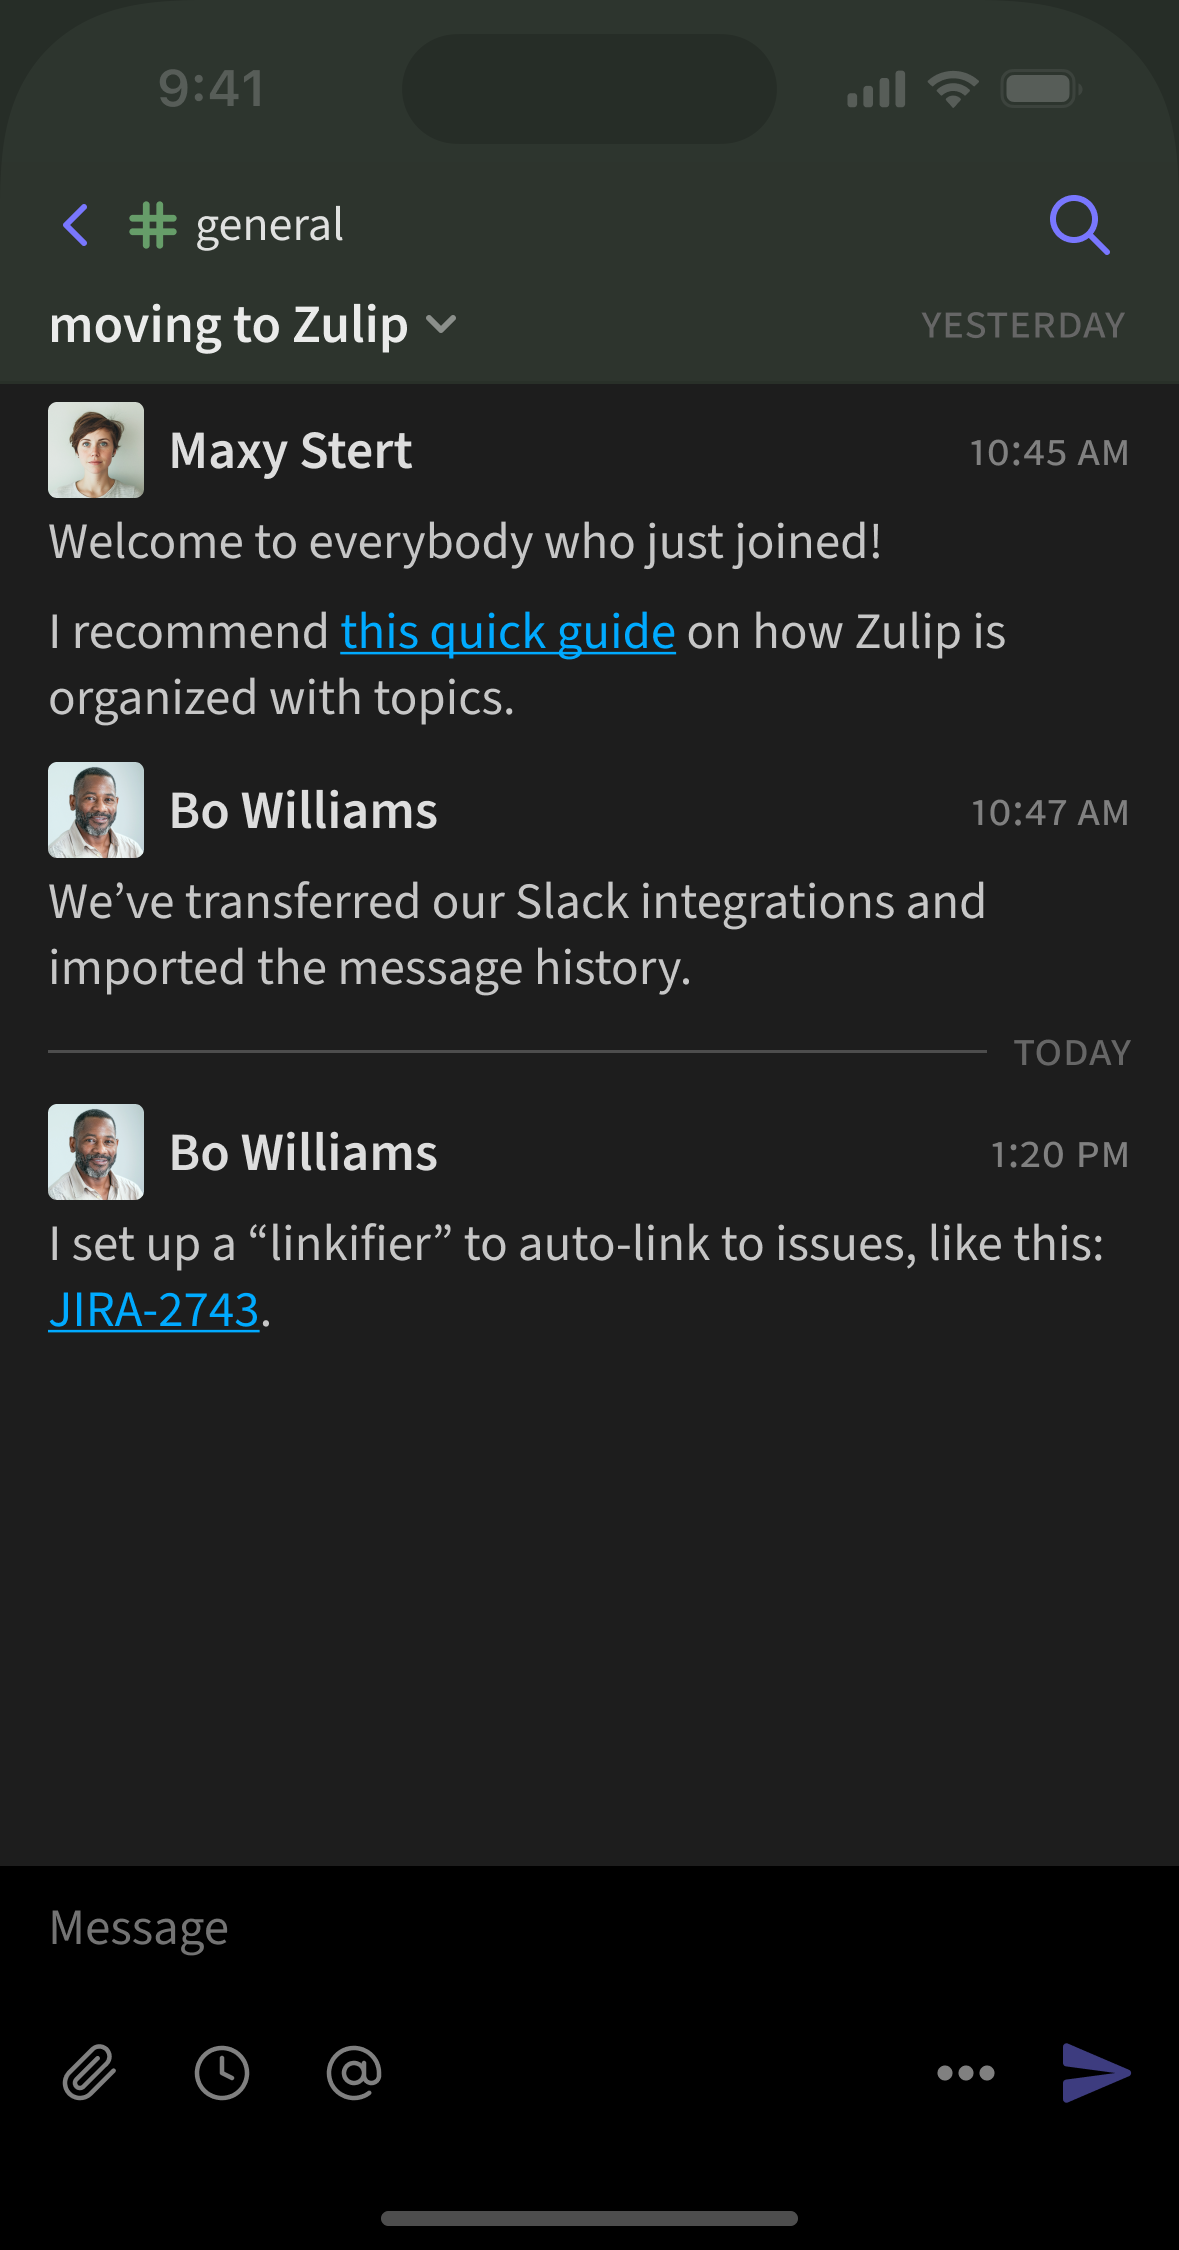 9:41
general
moving to Zulip
YESTERDAY
Maxy Stert
10:45 AM
Welcome to everybody who just joined!
I recommend this quick guide on how Zulip is
organized with topics.
Bo Williams
10:47 AM
We’ve transferred our Slack integrations and
imported the message history.
TODAY
Bo Williams
1:20 PM
I set up a “linkifier” to auto-link to issues, like this:
JIRA-2743.
Message